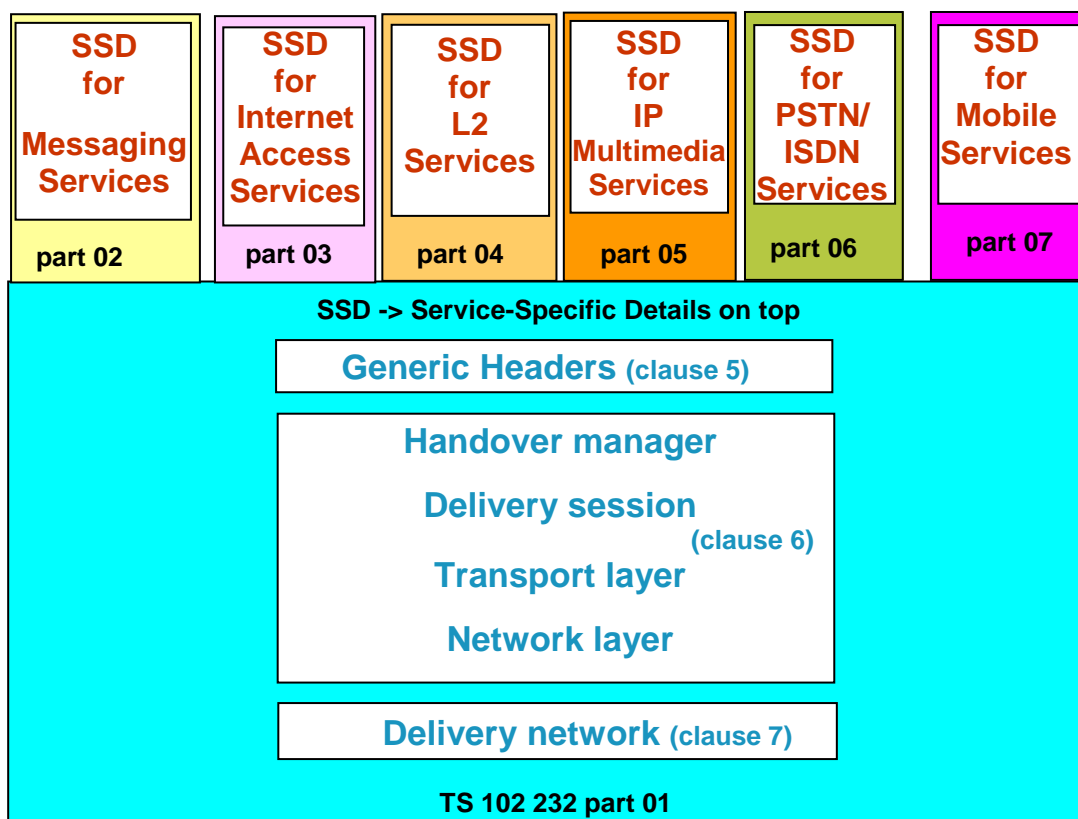 SSD
for
Messaging
Services
part 02
SSD
for
Internet
Access
Services
part 03
SSD
for
L2
Services
part 04
SSD
for
IP
Multimedia
Services
part 05
SSD
for
PSTN/
ISDN
Services
part 06
SSD
for
Mobile
Services
part 07
SSD -> Service-Specific Details on top
Generic Headers (clause 5)
Handover manager
Delivery session
(clause 6)
Transport layer
Network layer
Delivery network (clause 7)
TS 102 232 part 01